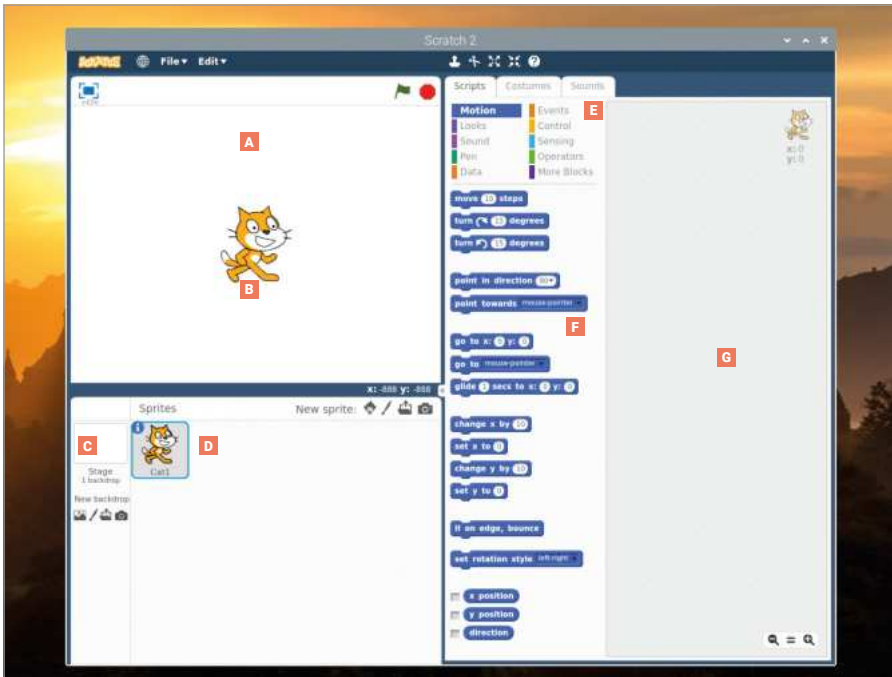 Scratch 2
SCRATCH File Edit
Scripts Costumes Sounds
A
B
x: -888 y: -888
Sprites New sprite:
C
Stage
1 backdrop
New backdrop
Cat1
D
Motion Events E
Looks Control
Sound Sensing
Pen Operators
Data More Blocks
move 10 steps
turn 15 degrees
turn 15 degrees
point in direction 90
point towards mouse-pointer
F
go to x: 0 y: 0
go to mouse-pointer
glide 1 secs to x: 0 y: 0
change x by 10
set x to 0
change y by 10
set y to 0
if on edge, bounce
set rotation style left-right
x position
y position
direction
x: 0
y: 0
G